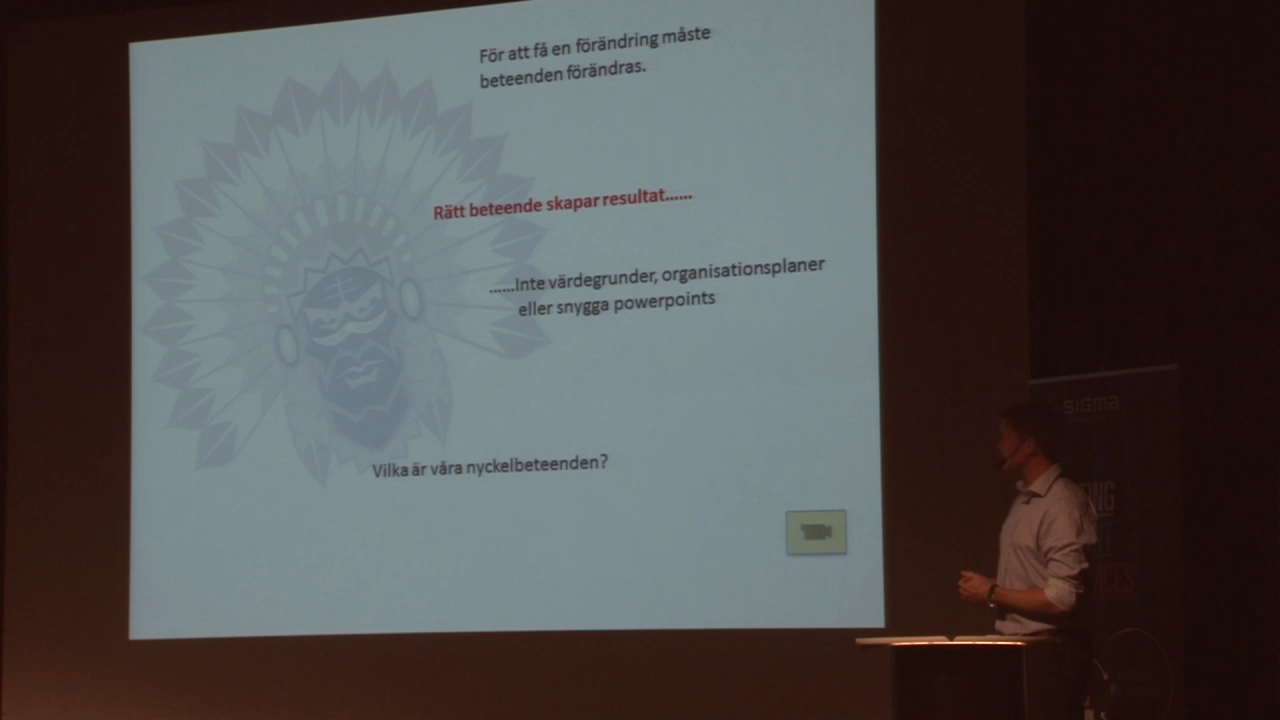 För att få en förändring måste
beteenden förändras.
Rätt beteende skapar resultat......
......Inte värdegrunder, organisationsplaner
eller snygga powerpoints
Vilka är våra nyckelbeteenden?
sigma